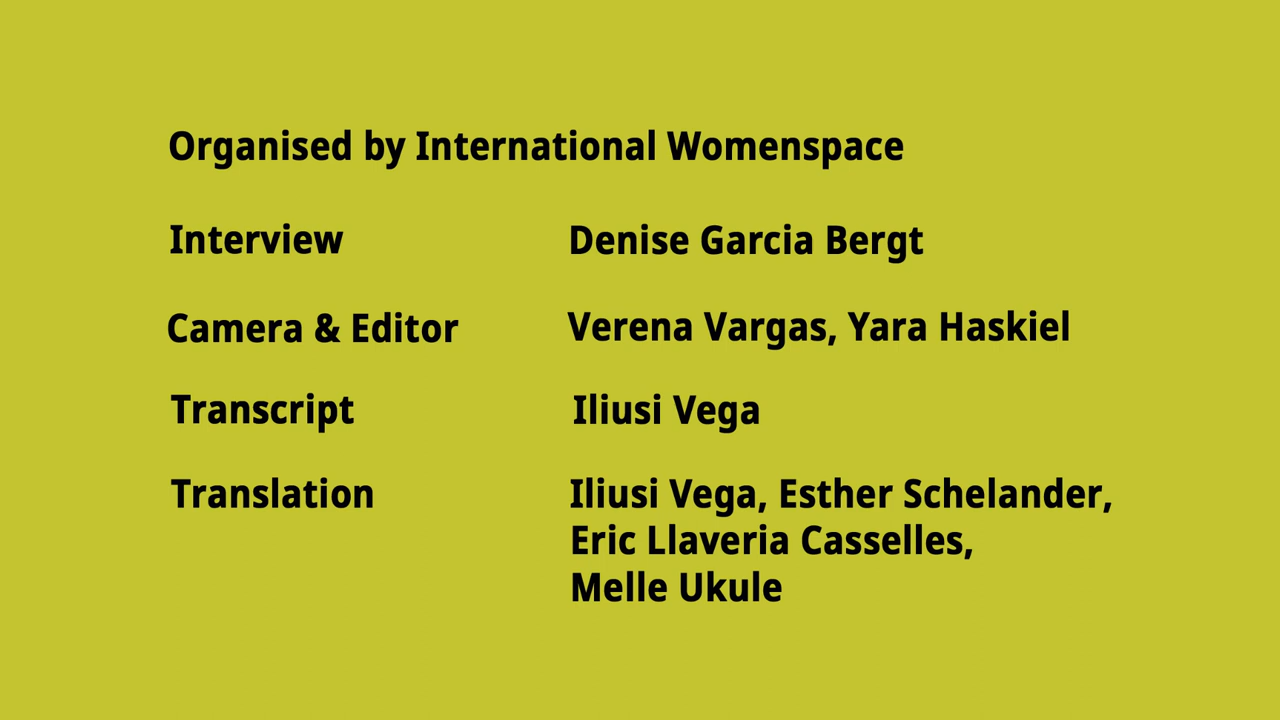 Organised by International Womenspace
Interview Denise Garcia Bergt
Camera & Editor Verena Vargas, Yara Haskiel
Transcript Iliusi Vega
Translation Iliusi Vega, Esther Schelander,
Eric Llaveria Casselles,
Melle Ukule